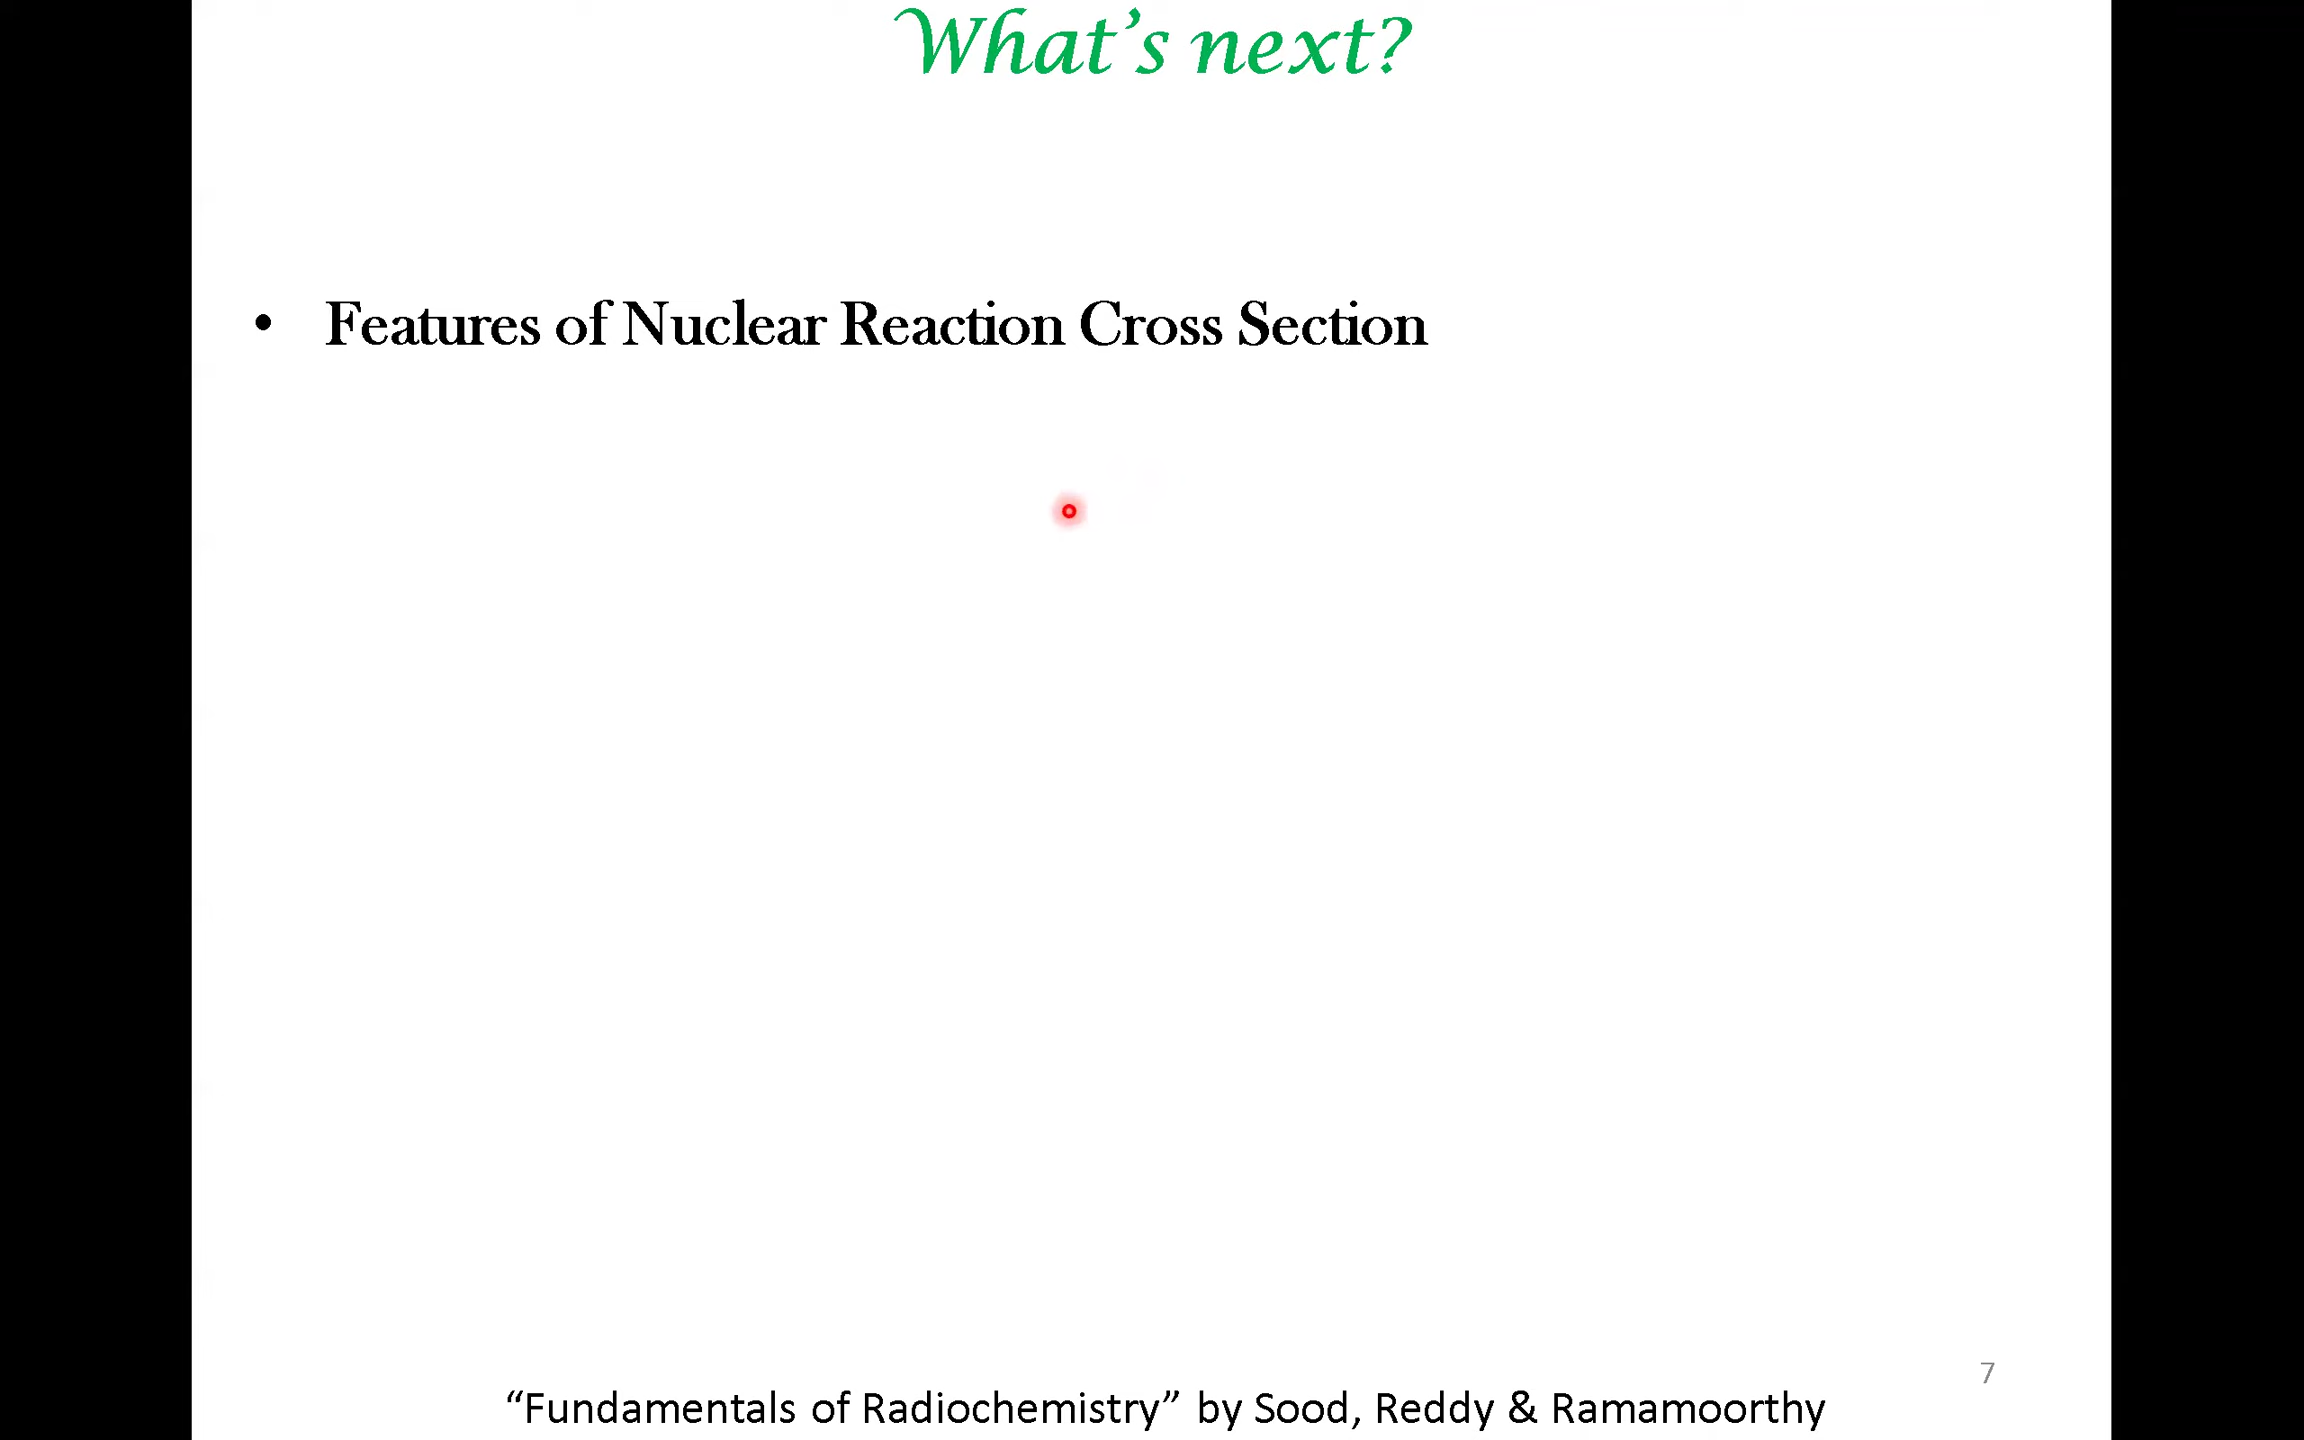 What’s next?
• Features of Nuclear Reaction Cross Section
7
“Fundamentals of Radiochemistry” by Sood, Reddy & Ramamoorthy